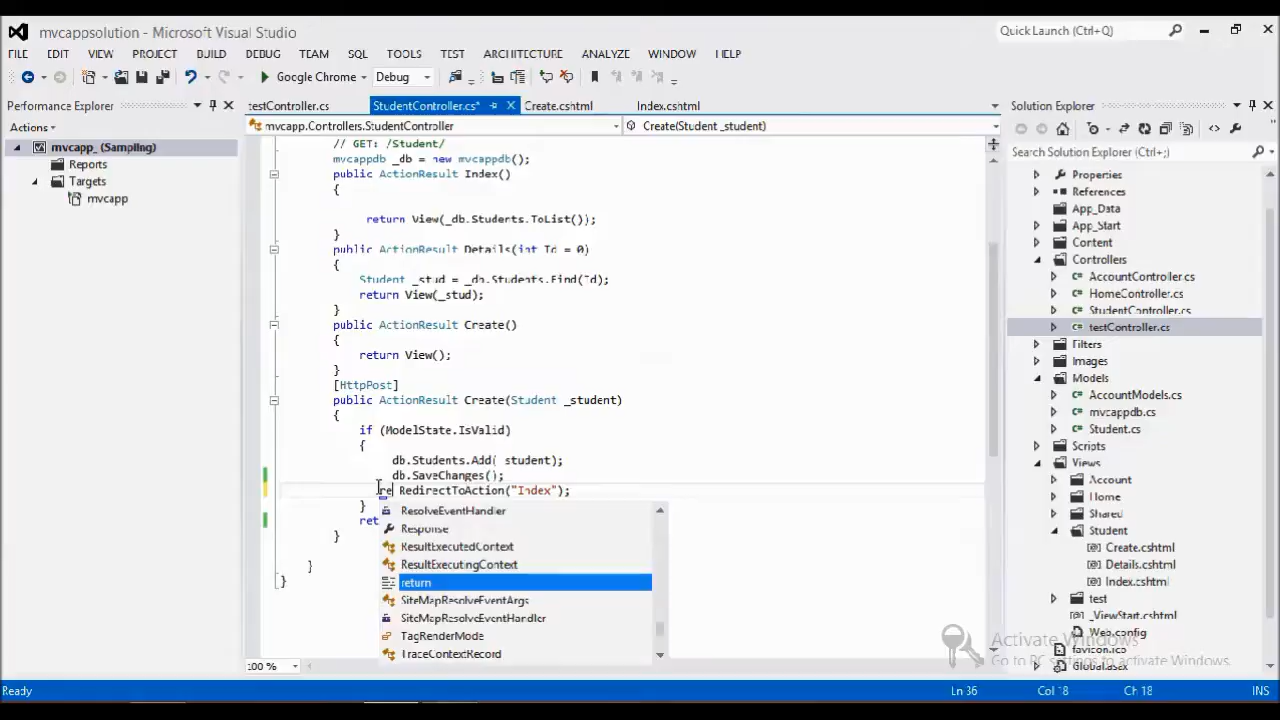 mvcappsolution - Microsoft Visual Studio
Quick Launch (Ctrl+Q)
FILE EDIT VIEW PROJECT BUILD DEBUG TEAM SQL TOOLS TEST ARCHITECTURE ANALYZE WINDOW HELP
Google Chrome Debug
Performance Explorer
Actions
mvcapp_ (Sampling)
Reports
Targets
mvcapp
testController.cs StudentController.cs* Create.cshtml Index.cshtml
mvcapp.Controllers.StudentController Create(Student _student)
// GET: /Student/
mvcappdb _db = new mvcappdb();
public ActionResult Index()
{
return View(_db.Students.ToList());
}
public ActionResult Details(int Id = 0)
{
Student _stud = _db.Students.Find(Id);
return View(_stud);
}
public ActionResult Create()
{
return View();
}
[HttpPost]
public ActionResult Create(Student _student)
{
if (ModelState.IsValid)
{
db.Students.Add( student);
db.SaveChanges();
re RedirectToAction("Index");
}
ret
}
}
}
ResolveEventHandler
Response
ResultExecutedContext
ResultExecutingContext
return
SiteMapResolveEventArgs
SiteMapResolveEventHandler
TagRenderMode
TraceContextRecord
100 %
Solution Explorer
Search Solution Explorer (Ctrl+;)
Properties
References
App_Data
App_Start
Content
Controllers
AccountController.cs
HomeController.cs
StudentController.cs
testController.cs
Filters
Images
Models
AccountModels.cs
mvcappdb.cs
Student.cs
Scripts
Views
Account
Home
Shared
Student
Create.cshtml
Details.cshtml
Index.cshtml
test
_ViewStart.cshtml
Web.config
favicon.ico
Global.asax
Activate Windows
Go to PC settings to activate Windows.
Ready Ln 36 Col 18 Ch 18 INS